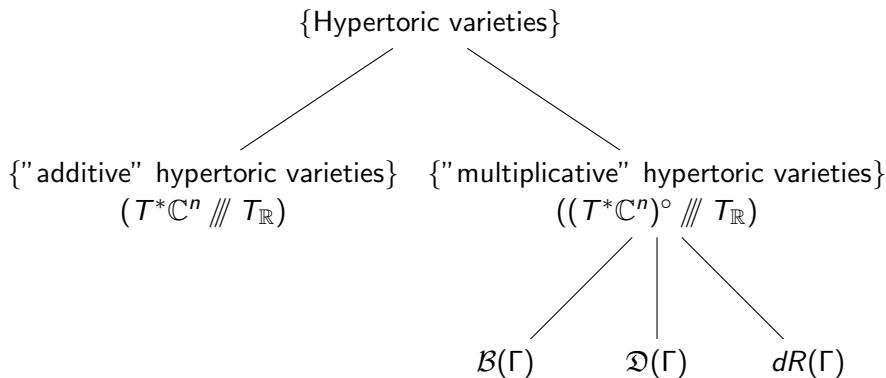 {Hypertoric varieties}
{"additive" hypertoric varieties} {"multiplicative" hypertoric varieties}
(T*ℂⁿ //// T_ℝ) ((T*ℂⁿ)° //// T_ℝ)
ℬ(Γ) 𝔇(Γ) dR(Γ)